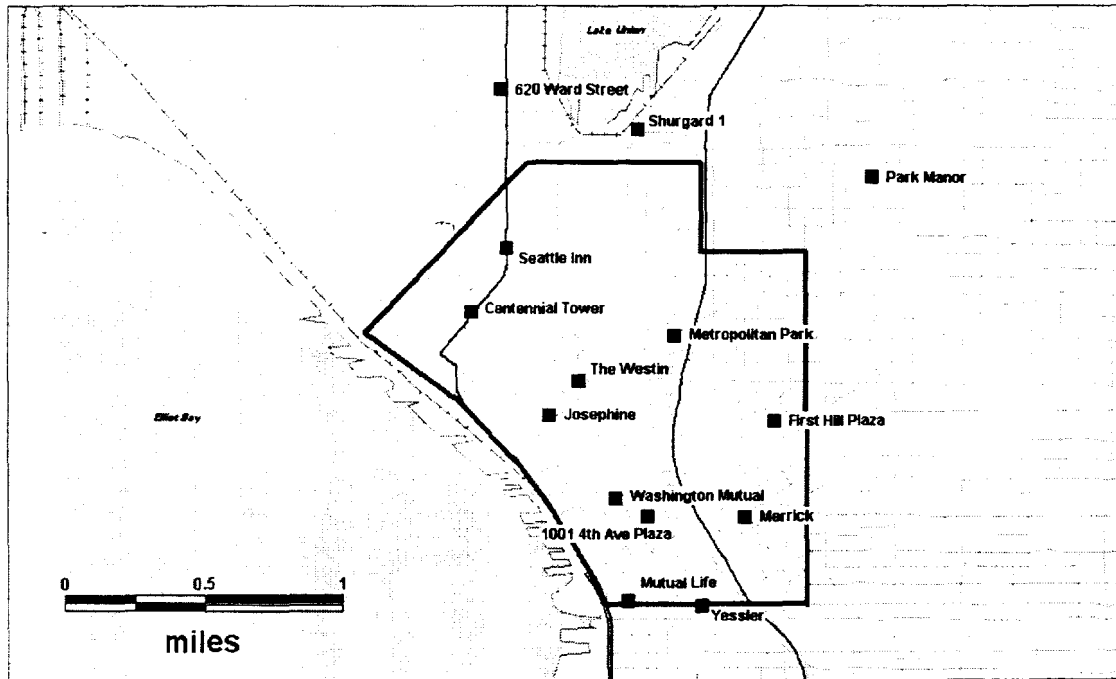 Lake Union
620 Ward Street
Shurgard 1
Park Manor
Seattle Inn
Centennial Tower
Metropolitan Park
The Westin
Elliot Bay
Josephine
First Hill Plaza
Washington Mutual
Merrick
1001 4th Ave Plaza
0 0.5 1
Mutual Life
Yessler
miles